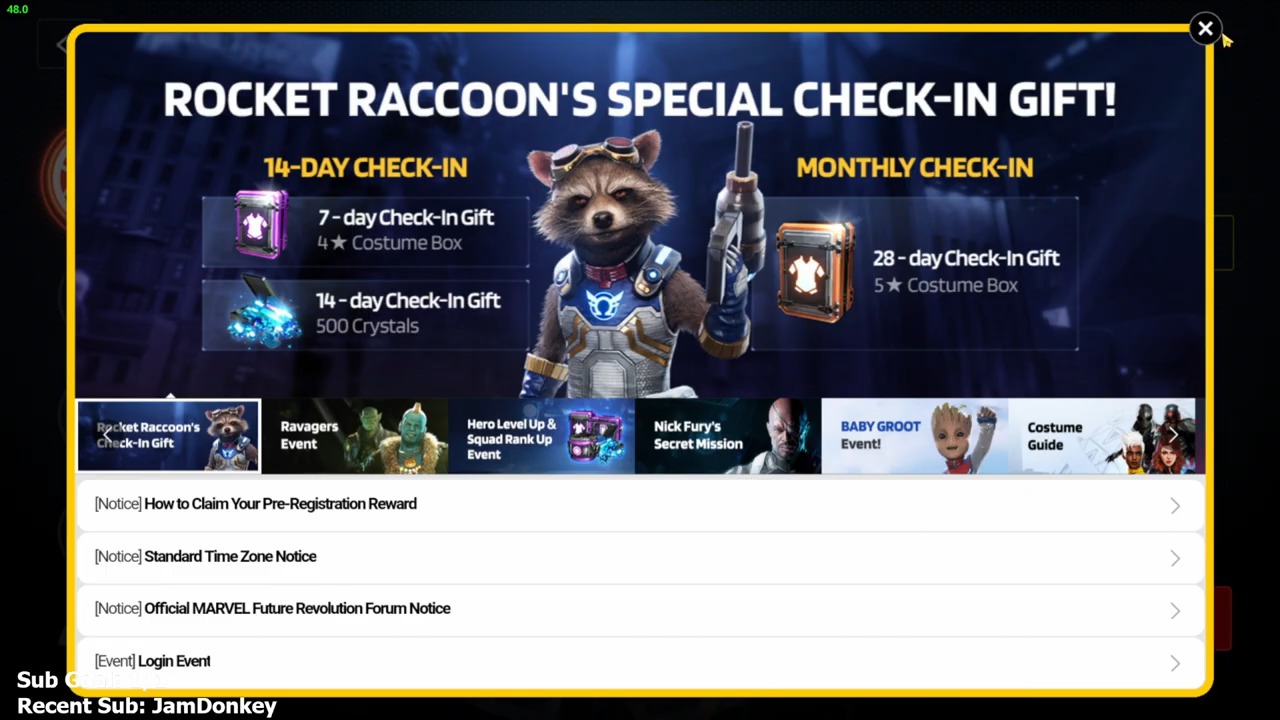 48.0
ROCKET RACCOON'S SPECIAL CHECK-IN GIFT!
14-DAY CHECK-IN
7 - day Check-In Gift
4★ Costume Box
14 - day Check-In Gift
500 Crystals
MONTHLY CHECK-IN
28 - day Check-In Gift
5★ Costume Box
Rocket Raccoon's
Check-In Gift
Ravagers
Event
Hero Level Up &
Squad Rank Up
Event
Nick Fury's
Secret Mission
BABY GROOT
Event!
Costume
Guide
[Notice] How to Claim Your Pre-Registration Reward
[Notice] Standard Time Zone Notice
[Notice] Official MARVEL Future Revolution Forum Notice
[Event] Login Event
Sub
Recent Sub: JamDonkey